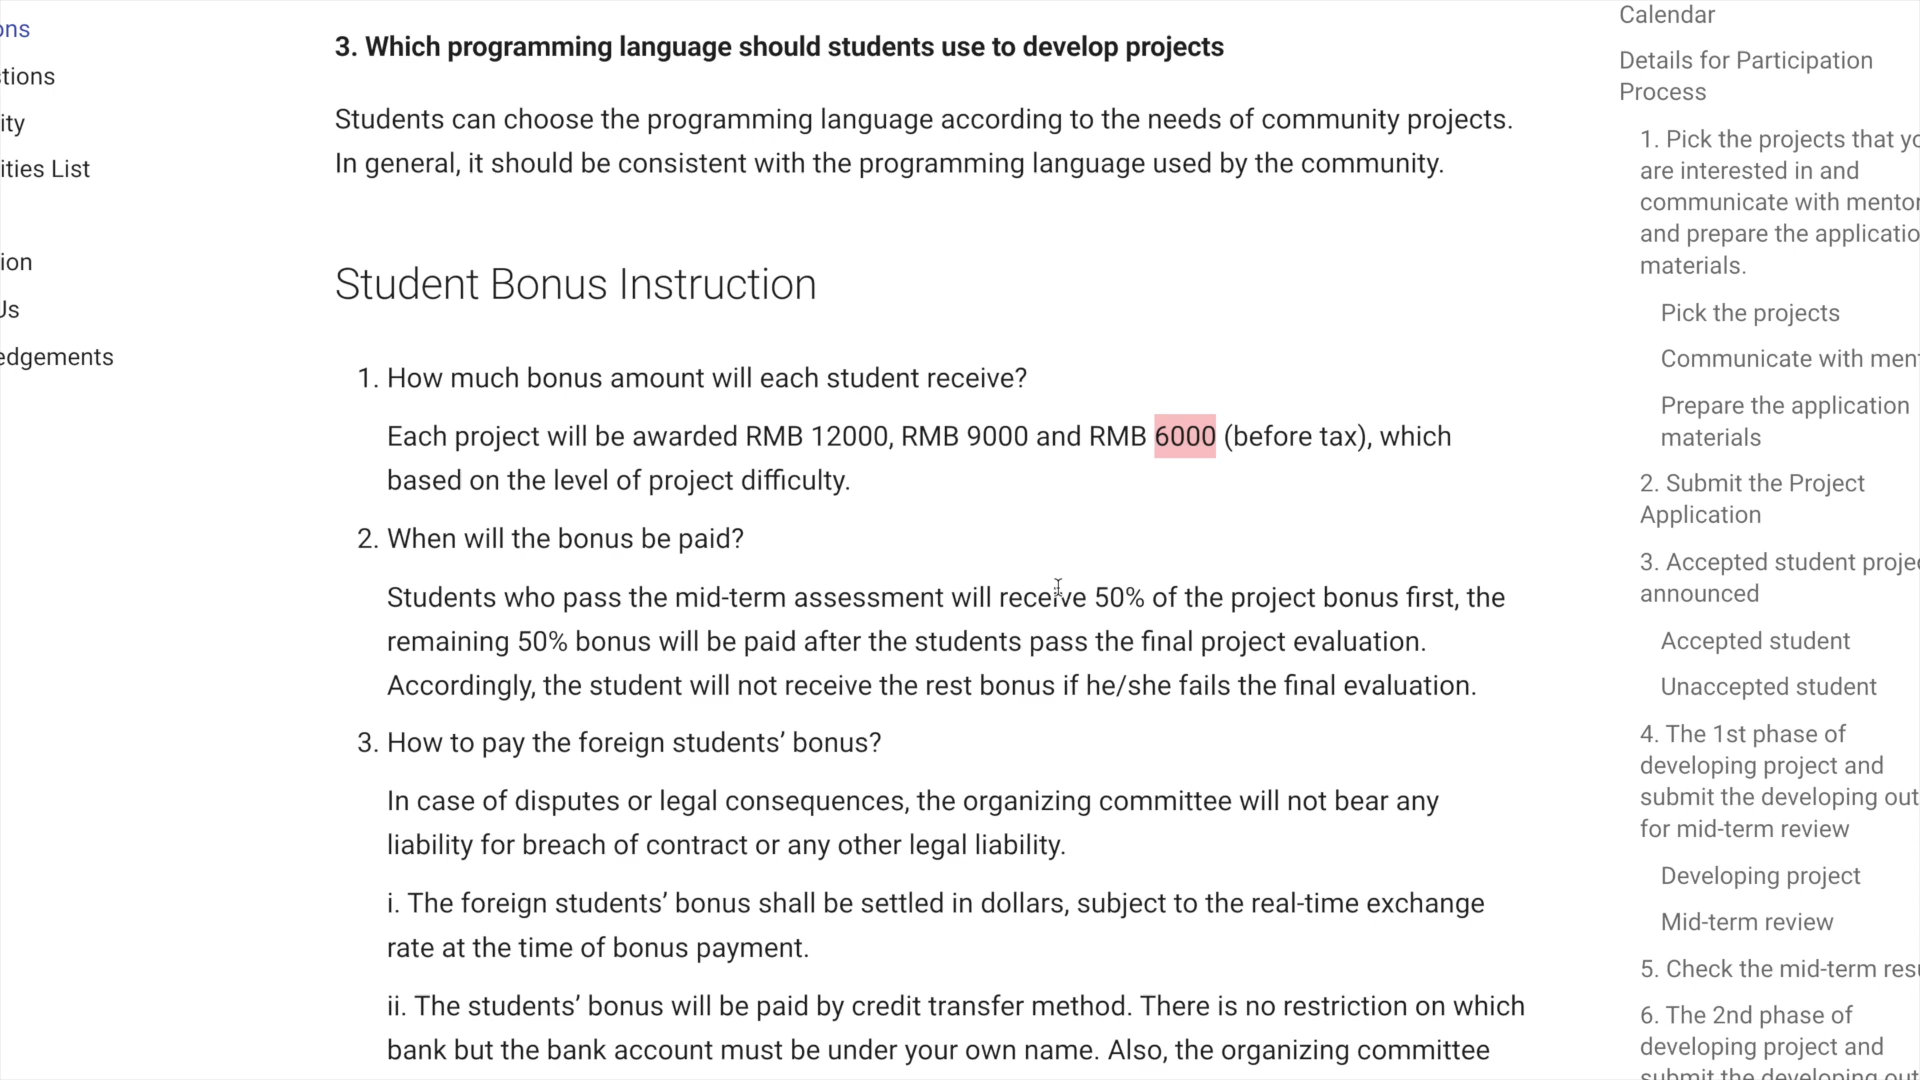 ons
stions
ity
ities List
ion
Us
edgements
3. Which programming language should students use to develop projects
Students can choose the programming language according to the needs of community projects.
In general, it should be consistent with the programming language used by the community.
Student Bonus Instruction
1. How much bonus amount will each student receive?
Each project will be awarded RMB 12000, RMB 9000 and RMB 6000 (before tax), which
based on the level of project difficulty.
2. When will the bonus be paid?
Students who pass the mid-term assessment will receive 50% of the project bonus first, the
remaining 50% bonus will be paid after the students pass the final project evaluation.
Accordingly, the student will not receive the rest bonus if he/she fails the final evaluation.
3. How to pay the foreign students’ bonus?
In case of disputes or legal consequences, the organizing committee will not bear any
liability for breach of contract or any other legal liability.
i. The foreign students’ bonus shall be settled in dollars, subject to the real-time exchange
rate at the time of bonus payment.
ii. The students’ bonus will be paid by credit transfer method. There is no restriction on which
bank but the bank account must be under your own name. Also, the organizing committee
Calendar
Details for Participation
Process
1. Pick the projects that yo
are interested in and
communicate with mentor
and prepare the applicatio
materials.
Pick the projects
Communicate with men
Prepare the application
materials
2. Submit the Project
Application
3. Accepted student proje
announced
Accepted student
Unaccepted student
4. The 1st phase of
developing project and
submit the developing out
for mid-term review
Developing project
Mid-term review
5. Check the mid-term res
6. The 2nd phase of
developing project and
submit the developing out